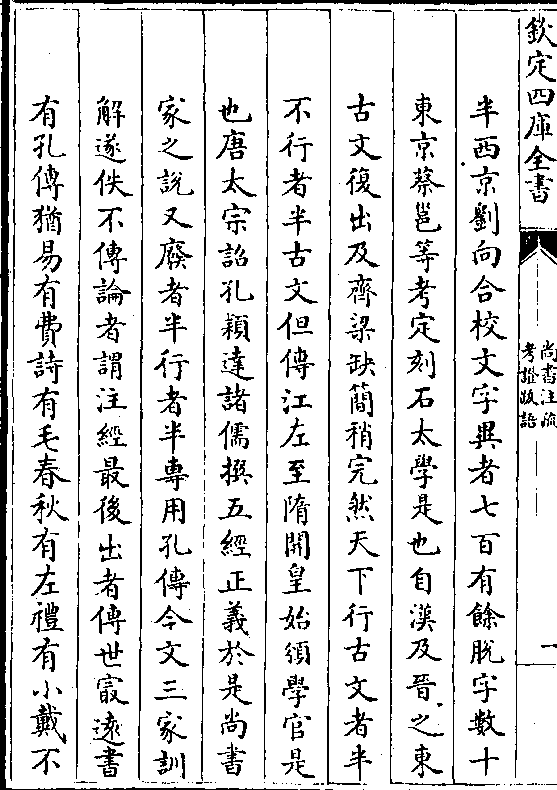 欽定四庫全書
尚書注疏
考證跋語
一
半西京劉向合校文字異者七百有餘脫字數十
東京蔡邕等考定刻石太學是也自漢及晉之東
古文復出及齊梁缺簡稍完然天下行古文者半
不行者半古文但傳江左至隋開皇始頒學官是
也唐太宗詔孔穎達諸儒撰五經正義於是尚書
家之說又廢者半行者半專用孔傳今文三家訓
解遂佚不傳論者謂注經最後出者傳世㝡遠書
有孔傳猶易有費詩有毛春秋有左禮有小戴不